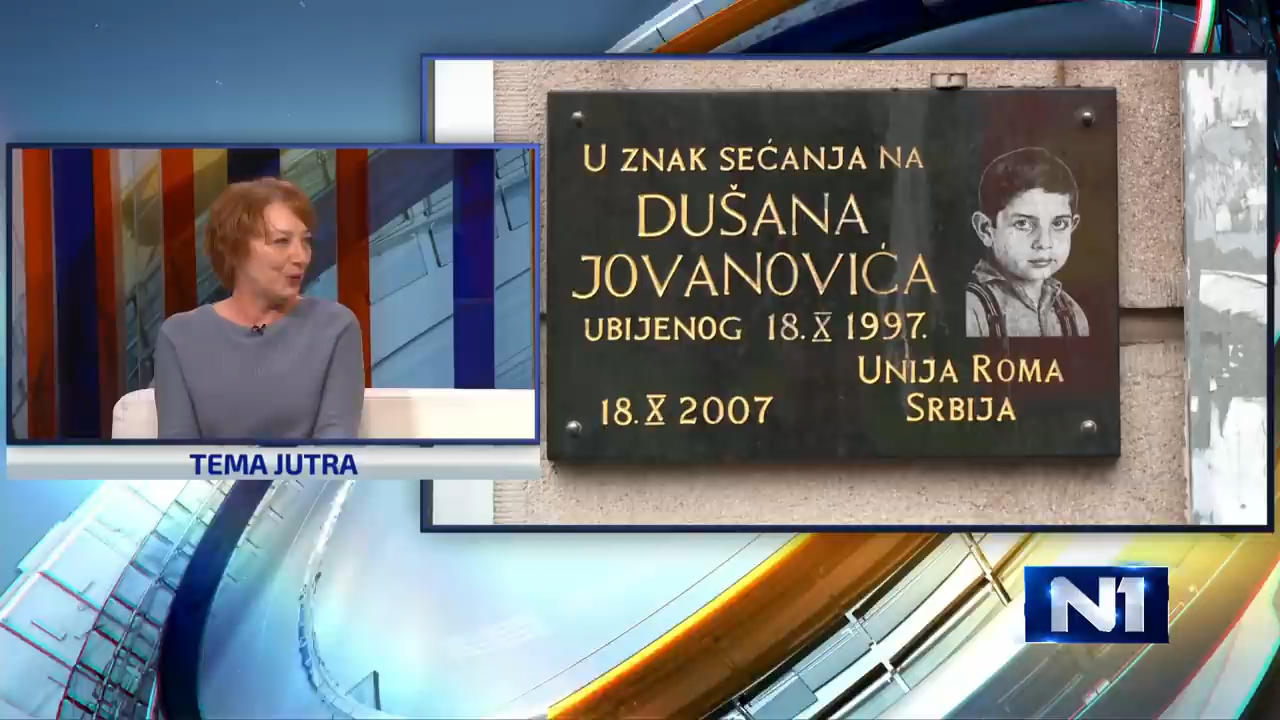 U ZNAK SEĆANJA NA
DUŠANA
JOVANOVIĆA
UBIJENOG 18.X 1997.
UNIJA ROMA
SRBIJA
18.X 2007
TEMA JUTRA
N1